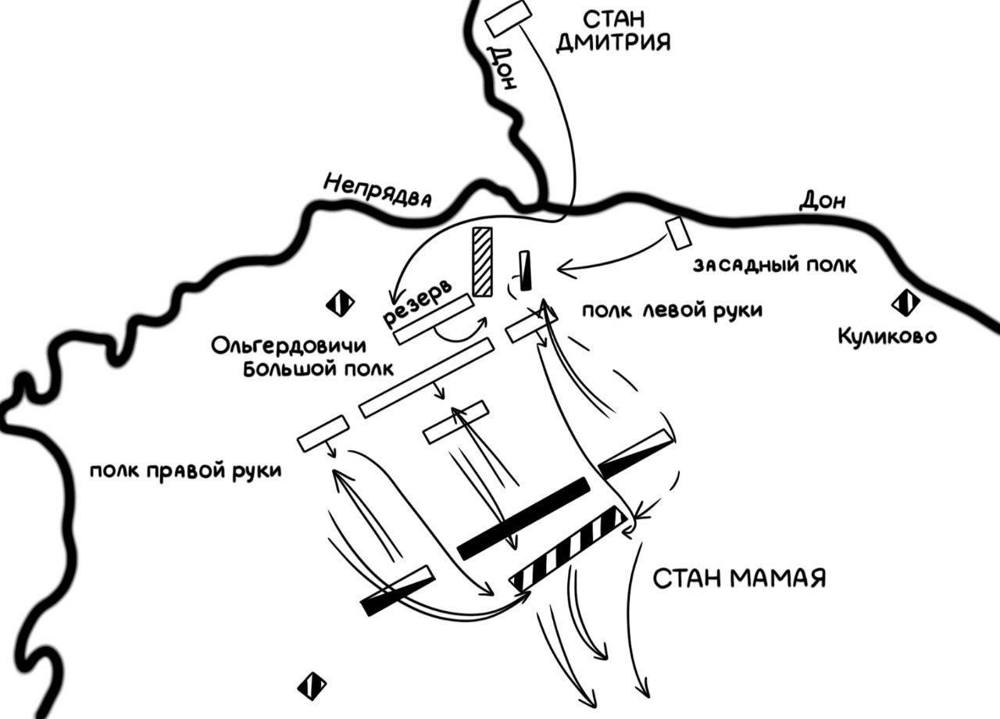 СТАН
ДМИТРИЯ
Дон
Непрядва
Дон
засадный полк
резерв
полк левой руки
Куликово
Ольгердовичи
Большой полк
полк правой руки
СТАН МАМАЯ